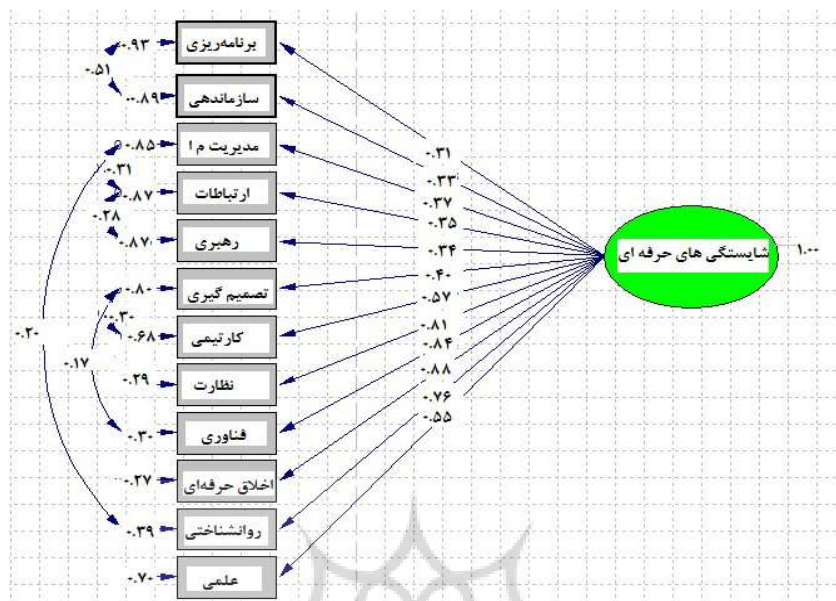 ۰.۹۳ برنامه‌ریزی
۰.۵۱
۰.۸۹ سازماندهی
۰.۸۵ مدیریت م ا
۰.۳۱
۰.۸۷ ارتباطات
۰.۲۸
۰.۸۷ رهبری
۰.۸۰ تصمیم گیری
۰.۳۰
۰.۶۸ کارتیمی
۰.۲۰
۰.۱۷
۰.۲۹ نظارت
۰.۳۰ فناوری
۰.۲۷ اخلاق حرفه‌ای
۰.۳۹ روانشناختی
۰.۷۰ علمی
۰.۳۱
۰.۳۳
۰.۳۷
۰.۳۵
۰.۳۴
۰.۴۰
۰.۵۷
۰.۸۱
۰.۸۴
۰.۸۸
۰.۷۶
۰.۵۵
شایستگی های حرفه ای
۱.۰۰